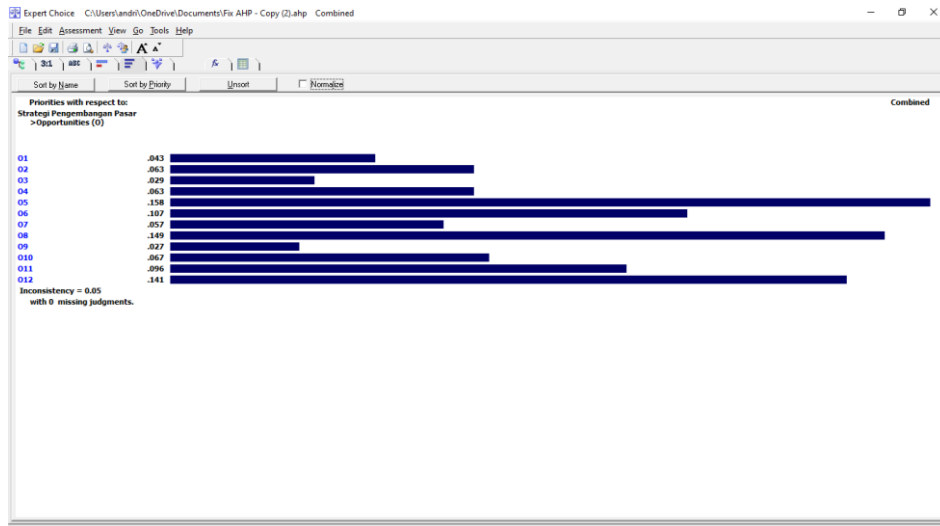 Expert Choice C:\Users\andri\OneDrive\Documents\Fix AHP - Copy (2).ahp Combined
File Edit Assessment View Go Tools Help
3:1 ABC
Sort by Name Sort by Priority Unsort Normalize
Priorities with respect to: Combined
Strategi Pengembangan Pasar
>Opportunities (O)
O1 .043
O2 .063
O3 .029
O4 .063
O5 .158
O6 .107
O7 .057
O8 .149
O9 .027
O10 .067
O11 .096
O12 .141
Inconsistency = 0.05
with 0 missing judgments.